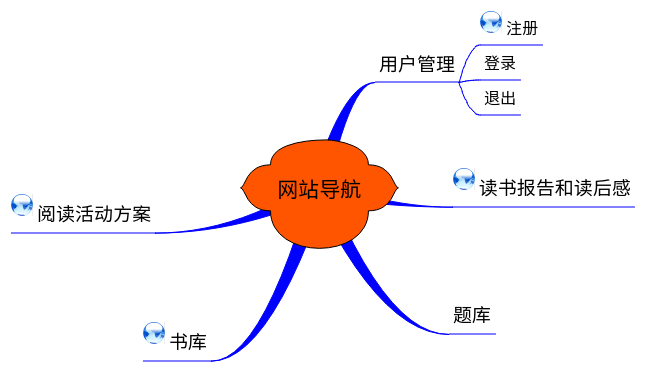 注册
用户管理
登录
退出
网站导航
读书报告和读后感
阅读活动方案
题库
书库